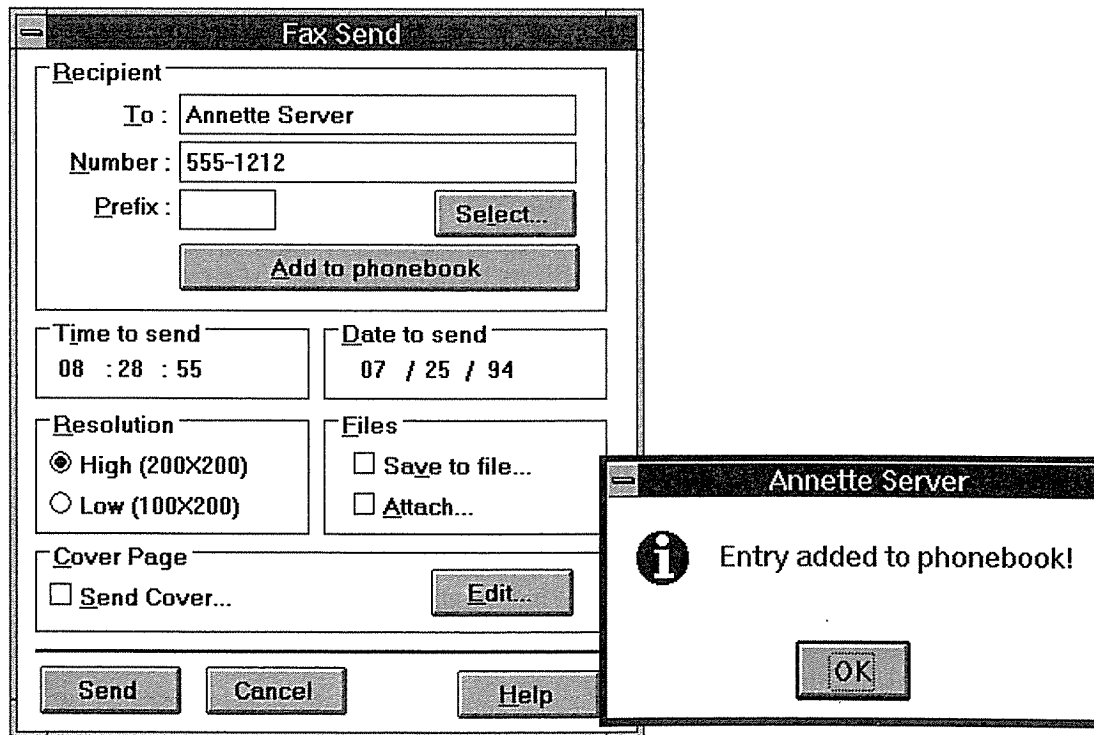 Fax Send
Recipient
To : Annette Server
Number : 555-1212
Prefix :
Select...
Add to phonebook
Time to send
08 : 28 : 55
Date to send
07 / 25 / 94
Resolution
High (200X200)
Low (100X200)
Files
Save to file...
Attach...
Cover Page
Send Cover...
Edit...
Send
Cancel
Help
Annette Server
Entry added to phonebook!
OK